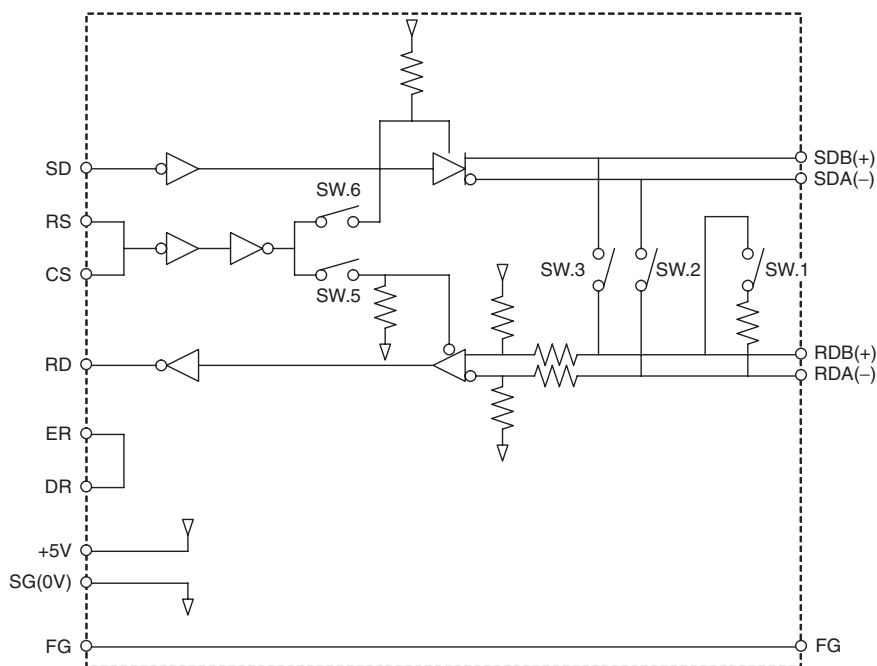 SD
RS
CS
RD
ER
DR
+5V
SG(0V)
FG
SW.6
SW.5
SW.3
SW.2
SW.1
SDB(+)
SDA(−)
RDB(+)
RDA(−)
FG